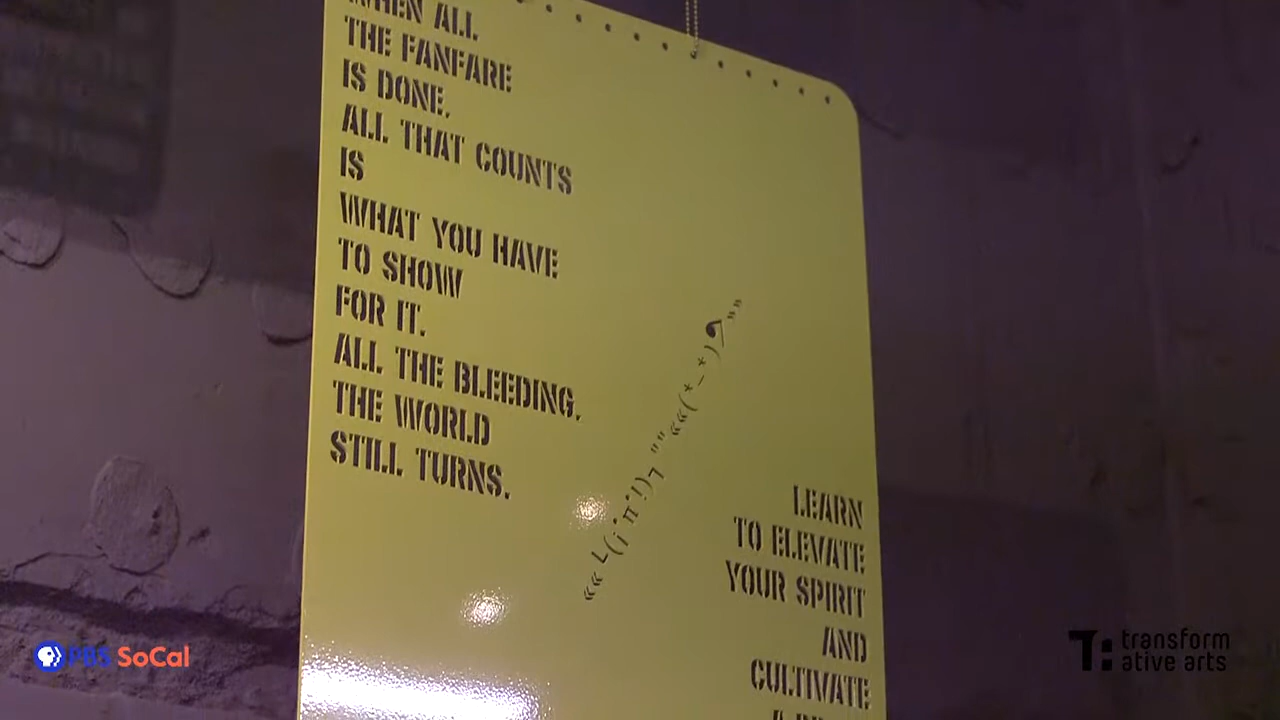 WHEN ALL
THE FANFARE
IS DONE.
ALL THAT COUNTS
IS
WHAT YOU HAVE
TO SHOW
FOR IT.
ALL THE BLEEDING.
THE WORLD
STILL TURNS.
LEARN
TO ELEVATE
YOUR SPIRIT
AND
CULTIVATE
PBS SoCal
T: transform
ative arts